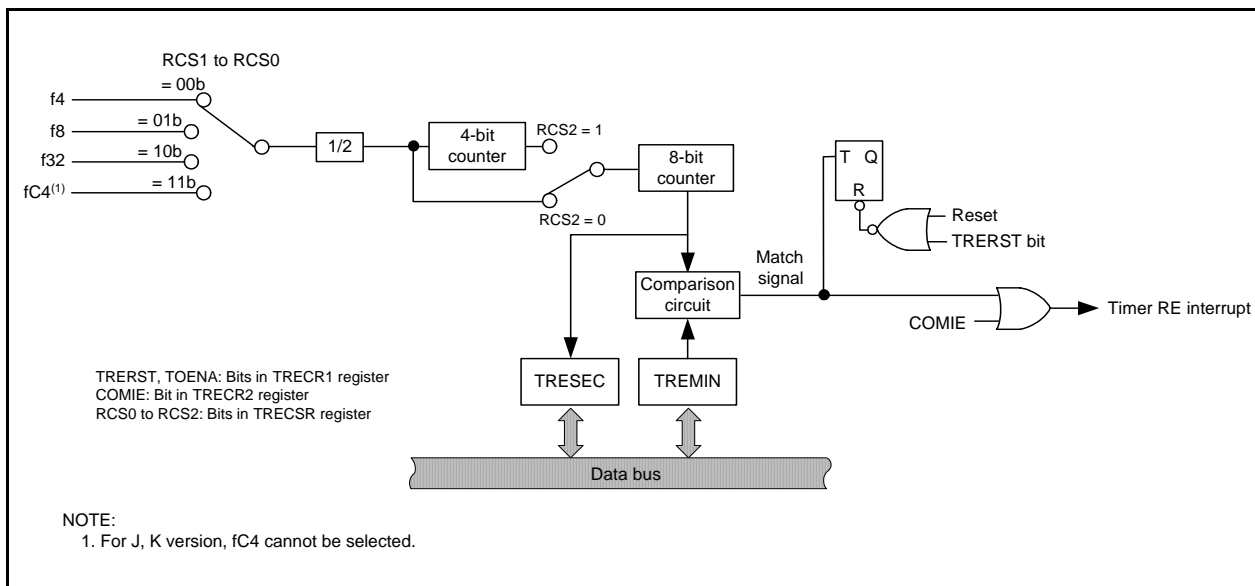 RCS1 to RCS0
= 00b
f4
= 01b
f8
= 10b
f32
= 11b
fC4(1)
1/2
4-bit
counter
RCS2 = 1
RCS2 = 0
8-bit
counter
T Q
R
Reset
TRERST bit
Match
signal
Comparison
circuit
COMIE
Timer RE interrupt
TRESEC
TREMIN
TRERST, TOENA: Bits in TRECR1 register
COMIE: Bit in TRECR2 register
RCS0 to RCS2: Bits in TRECSR register
Data bus
NOTE:
1. For J, K version, fC4 cannot be selected.